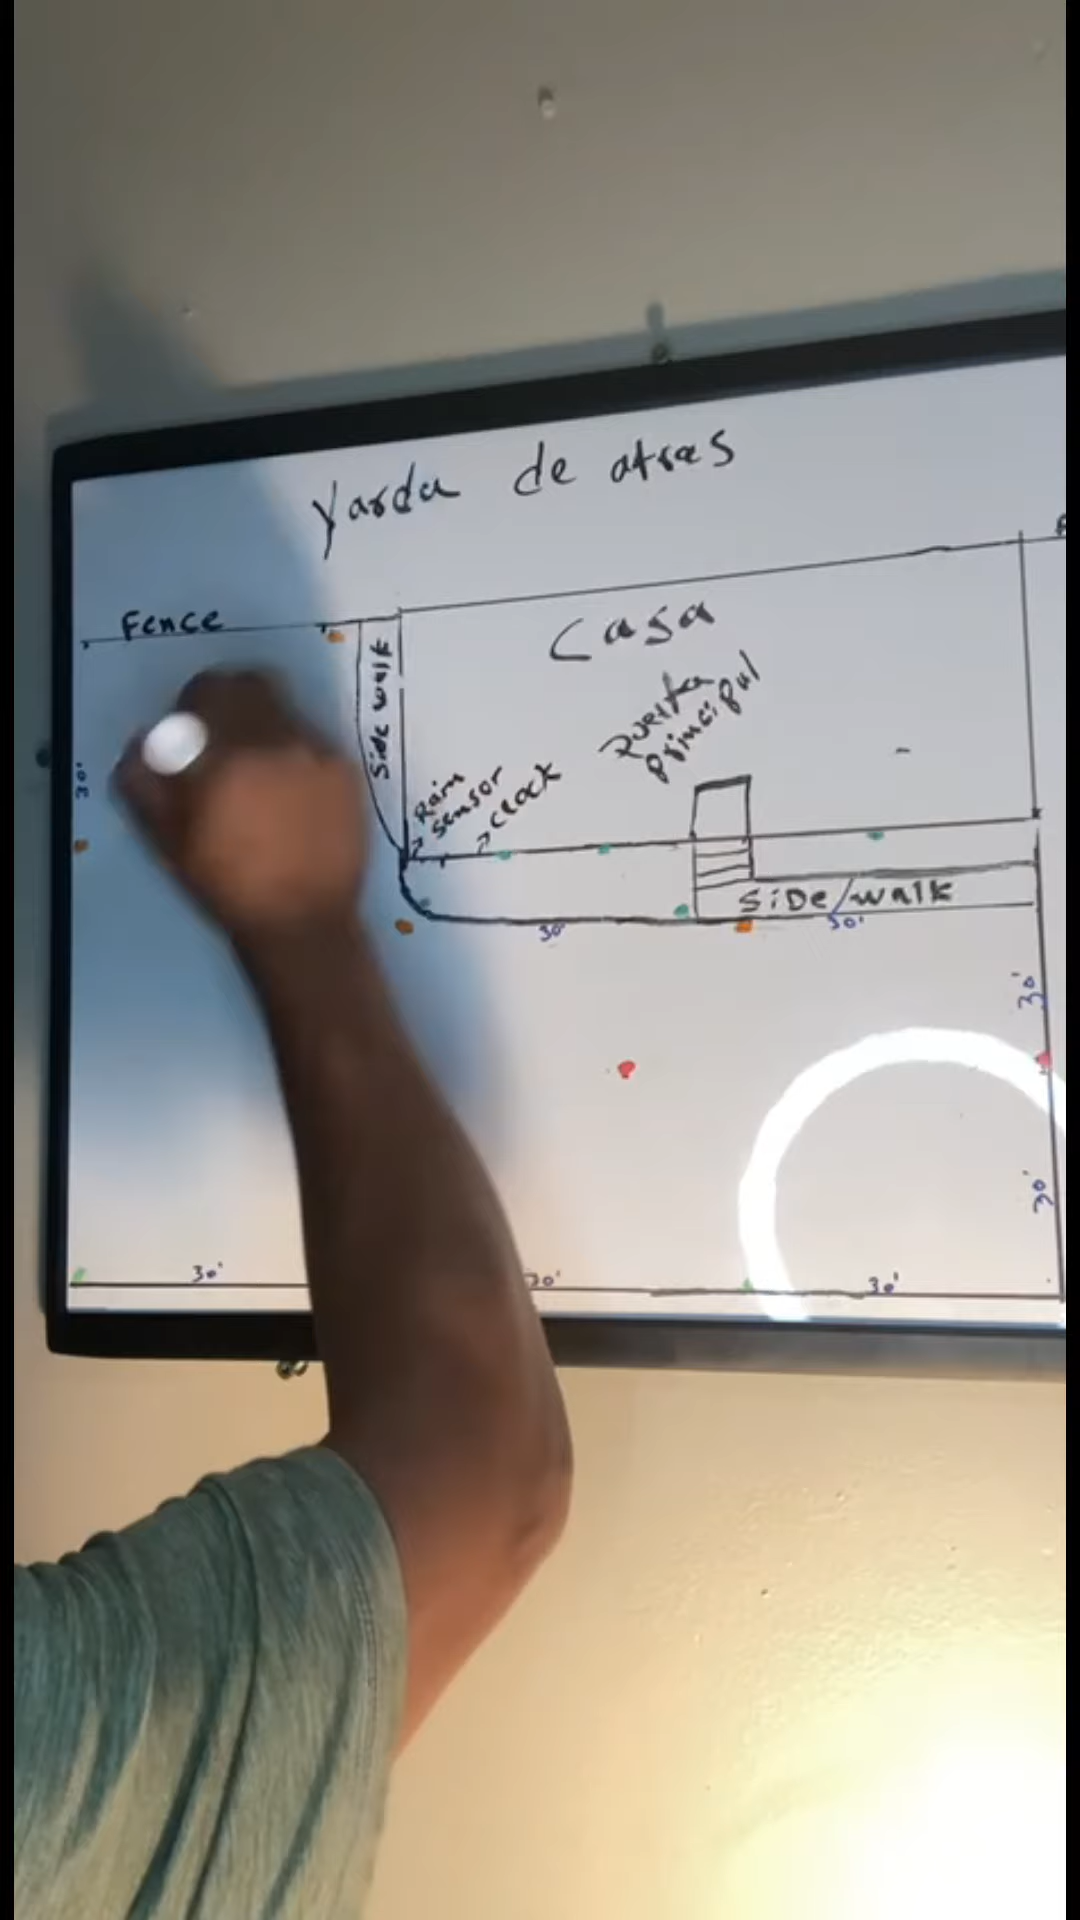 Yarda de atras
Fence
Casa
Side walk
Puerta
principal
Rain
sensor
clock
30'
SiDe/walk
30'
30'
30'
30'
30'
30'